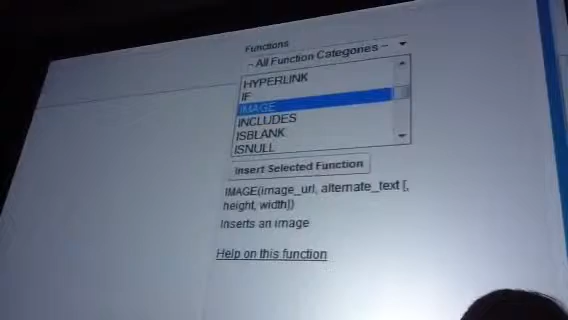 Functions
-- All Function Categories --
HYPERLINK
IF
IMAGE
INCLUDES
ISBLANK
ISNULL
Insert Selected Function
IMAGE(image_url, alternate_text [,
height, width])
Inserts an image
Help on this function